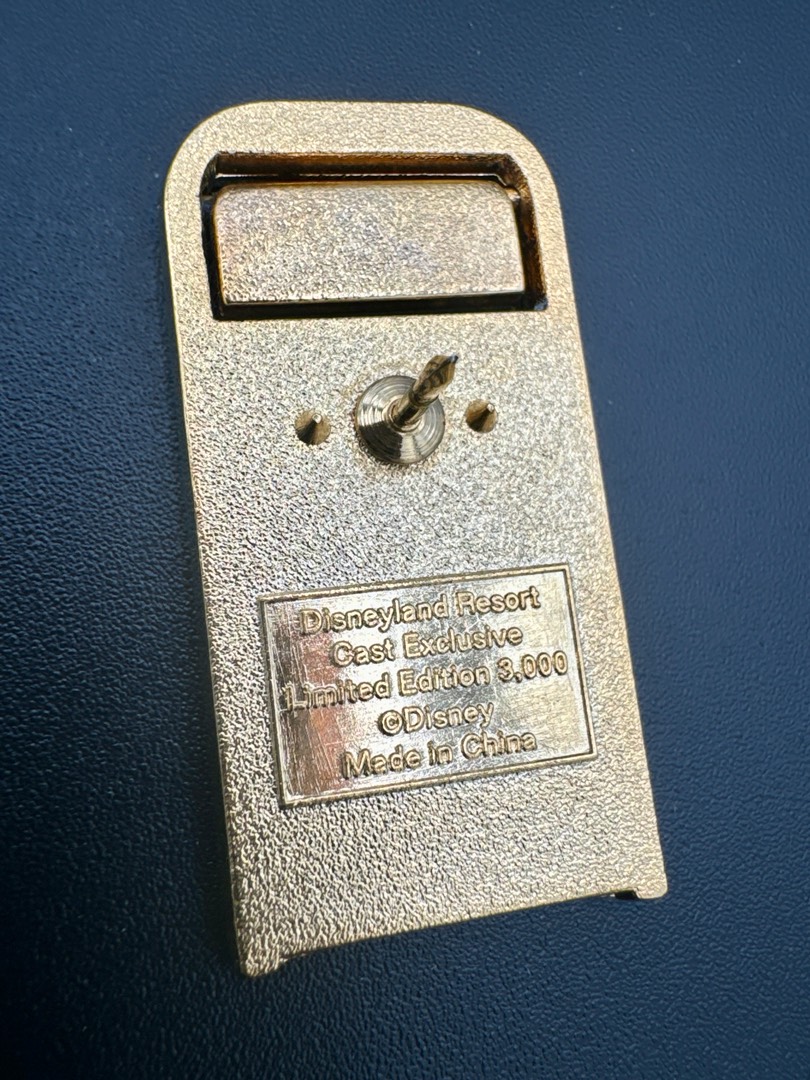 Disneyland Resort
Cast Exclusive
Limited Edition 3,000
©Disney
Made in China